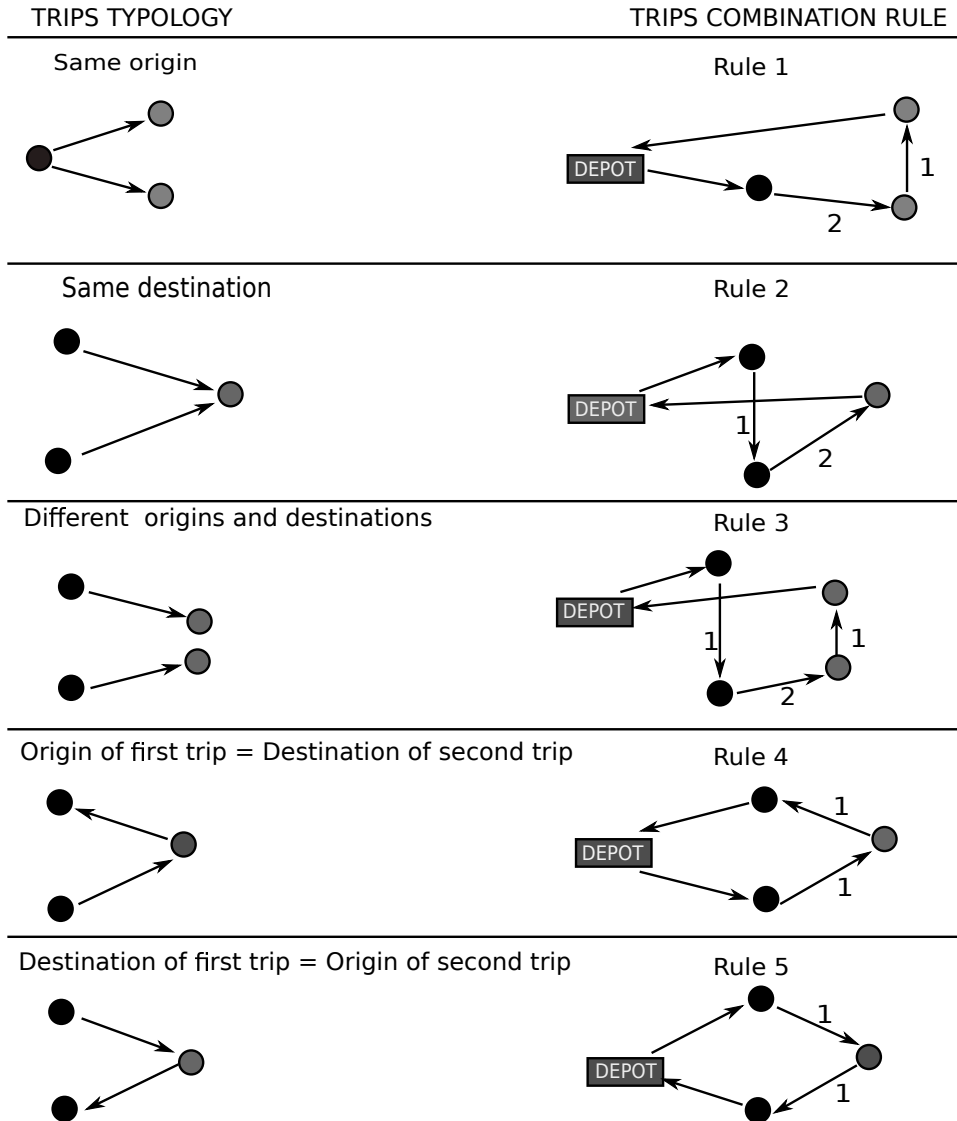 TRIPS TYPOLOGY
TRIPS COMBINATION RULE
Same origin
Rule 1
DEPOT
1
2
Same destination
Rule 2
DEPOT
1
2
Different origins and destinations
Rule 3
DEPOT
1
1
2
Origin of first trip = Destination of second trip
Rule 4
1
DEPOT
1
Destination of first trip = Origin of second trip
Rule 5
1
DEPOT
1